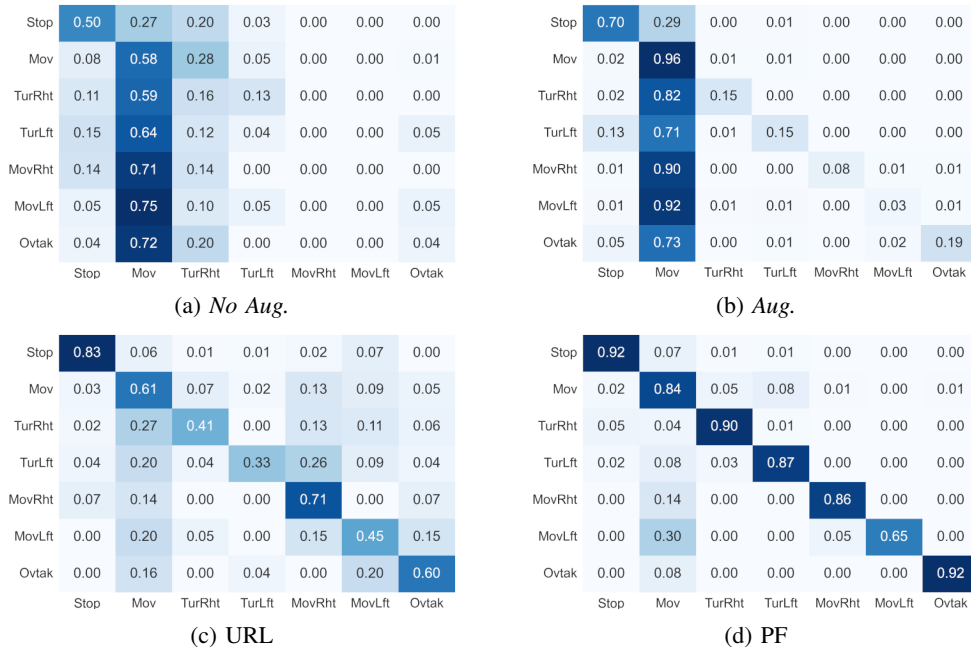 Stop 0.50 0.27 0.20 0.03 0.00 0.00 0.00
Mov 0.08 0.58 0.28 0.05 0.00 0.00 0.01
TurRht 0.11 0.59 0.16 0.13 0.00 0.00 0.00
TurLft 0.15 0.64 0.12 0.04 0.00 0.00 0.05
MovRht 0.14 0.71 0.14 0.00 0.00 0.00 0.00
MovLft 0.05 0.75 0.10 0.05 0.00 0.00 0.05
Ovtak 0.04 0.72 0.20 0.00 0.00 0.00 0.04
Stop Mov TurRht TurLft MovRht MovLft Ovtak
(a) No Aug.
Stop 0.70 0.29 0.00 0.01 0.00 0.00 0.00
Mov 0.02 0.96 0.01 0.01 0.00 0.00 0.00
TurRht 0.02 0.82 0.15 0.00 0.00 0.00 0.00
TurLft 0.13 0.71 0.01 0.15 0.00 0.00 0.00
MovRht 0.01 0.90 0.00 0.00 0.08 0.01 0.01
MovLft 0.01 0.92 0.01 0.01 0.00 0.03 0.01
Ovtak 0.05 0.73 0.00 0.01 0.00 0.02 0.19
Stop Mov TurRht TurLft MovRht MovLft Ovtak
(b) Aug.
Stop 0.83 0.06 0.01 0.01 0.02 0.07 0.00
Mov 0.03 0.61 0.07 0.02 0.13 0.09 0.05
TurRht 0.02 0.27 0.41 0.00 0.13 0.11 0.06
TurLft 0.04 0.20 0.04 0.33 0.26 0.09 0.04
MovRht 0.07 0.14 0.00 0.00 0.71 0.00 0.07
MovLft 0.00 0.20 0.05 0.00 0.15 0.45 0.15
Ovtak 0.00 0.16 0.00 0.04 0.00 0.20 0.60
Stop Mov TurRht TurLft MovRht MovLft Ovtak
(c) URL
Stop 0.92 0.07 0.01 0.01 0.00 0.00 0.00
Mov 0.02 0.84 0.05 0.08 0.01 0.00 0.01
TurRht 0.05 0.04 0.90 0.01 0.00 0.00 0.00
TurLft 0.02 0.08 0.03 0.87 0.00 0.00 0.00
MovRht 0.00 0.14 0.00 0.00 0.86 0.00 0.00
MovLft 0.00 0.30 0.00 0.00 0.05 0.65 0.00
Ovtak 0.00 0.08 0.00 0.00 0.00 0.00 0.92
Stop Mov TurRht TurLft MovRht MovLft Ovtak
(d) PF